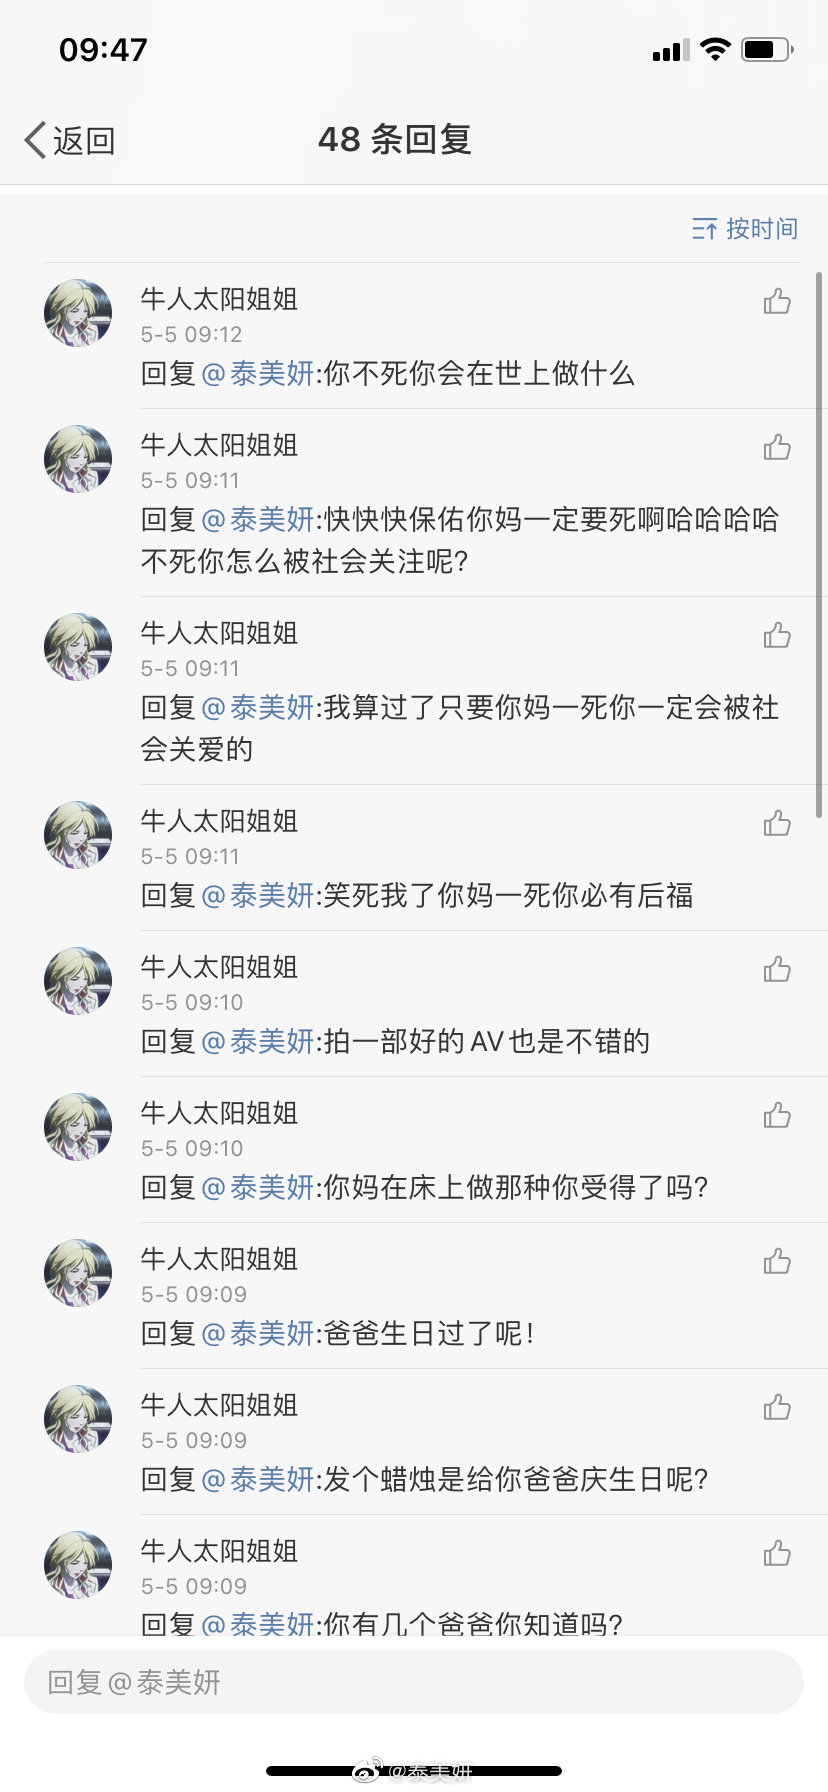 09:47
返回
48 条回复
按时间
牛人太阳姐姐
5-5 09:12
回复@泰美妍:你不死你会在世上做什么
牛人太阳姐姐
5-5 09:11
回复@泰美妍:快快快保佑你妈一定要死啊哈哈哈哈
不死你怎么被社会关注呢?
牛人太阳姐姐
5-5 09:11
回复@泰美妍:我算过了只要你妈一死你一定会被社
会关爱的
牛人太阳姐姐
5-5 09:11
回复@泰美妍:笑死我了你妈一死你必有后福
牛人太阳姐姐
5-5 09:10
回复@泰美妍:拍一部好的AV也是不错的
牛人太阳姐姐
5-5 09:10
回复@泰美妍:你妈在床上做那种你受得了吗?
牛人太阳姐姐
5-5 09:09
回复@泰美妍:爸爸生日过了呢!
牛人太阳姐姐
5-5 09:09
回复@泰美妍:发个蜡烛是给你爸爸庆生日呢?
牛人太阳姐姐
5-5 09:09
回复@泰美妍:你有几个爸爸你知道吗?
回复@泰美妍
@泰美妍